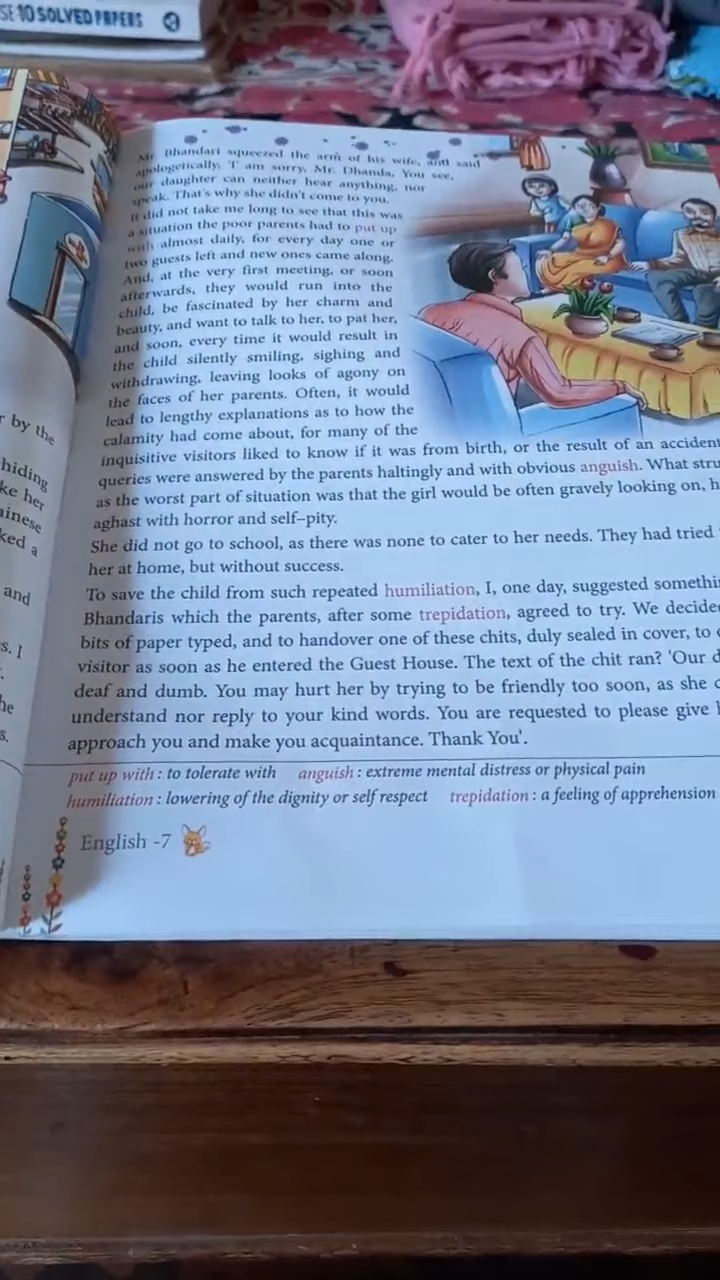 SE 10 SOLVED PAPERS
Mr. Bhandari squeezed the arm of his wife, and said
apologetically, 'I' am sorry, Mr. Dhanda. You see,
our daughter can neither hear anything, nor
speak. That's why she didn't come to you.
It did not take me long to see that this was
a situation the poor parents had to put up
with almost daily, for every day one or
two guests left and new ones came along.
And, at the very first meeting, or soon
afterwards, they would run into the
child, be fascinated by her charm and
beauty, and want to talk to her, to pat her,
and soon, every time it would result in
the child silently smiling, sighing and
withdrawing, leaving looks of agony on
the faces of her parents. Often, it would
lead to lengthy explanations as to how the
calamity had come about, for many of the
inquisitive visitors liked to know if it was from birth, or the result of an accident
queries were answered by the parents haltingly and with obvious anguish. What stru
as the worst part of situation was that the girl would be often gravely looking on, h
aghast with horror and self-pity.
She did not go to school, as there was none to cater to her needs. They had tried
her at home, but without success.
To save the child from such repeated humiliation, I, one day, suggested somethi
Bhandaris which the parents, after some trepidation, agreed to try. We decide
bits of paper typed, and to handover one of these chits, duly sealed in cover, to
visitor as soon as he entered the Guest House. The text of the chit ran? 'Our d
deaf and dumb. You may hurt her by trying to be friendly too soon, as she c
understand nor reply to your kind words. You are requested to please give
approach you and make you acquaintance. Thank You'.
put up with : to tolerate with anguish : extreme mental distress or physical pain
humiliation : lowering of the dignity or self respect trepidation : a feeling of apprehension
English -7
r by the
hiding
ke her
ainese
ked a
and
s. I
he
s.